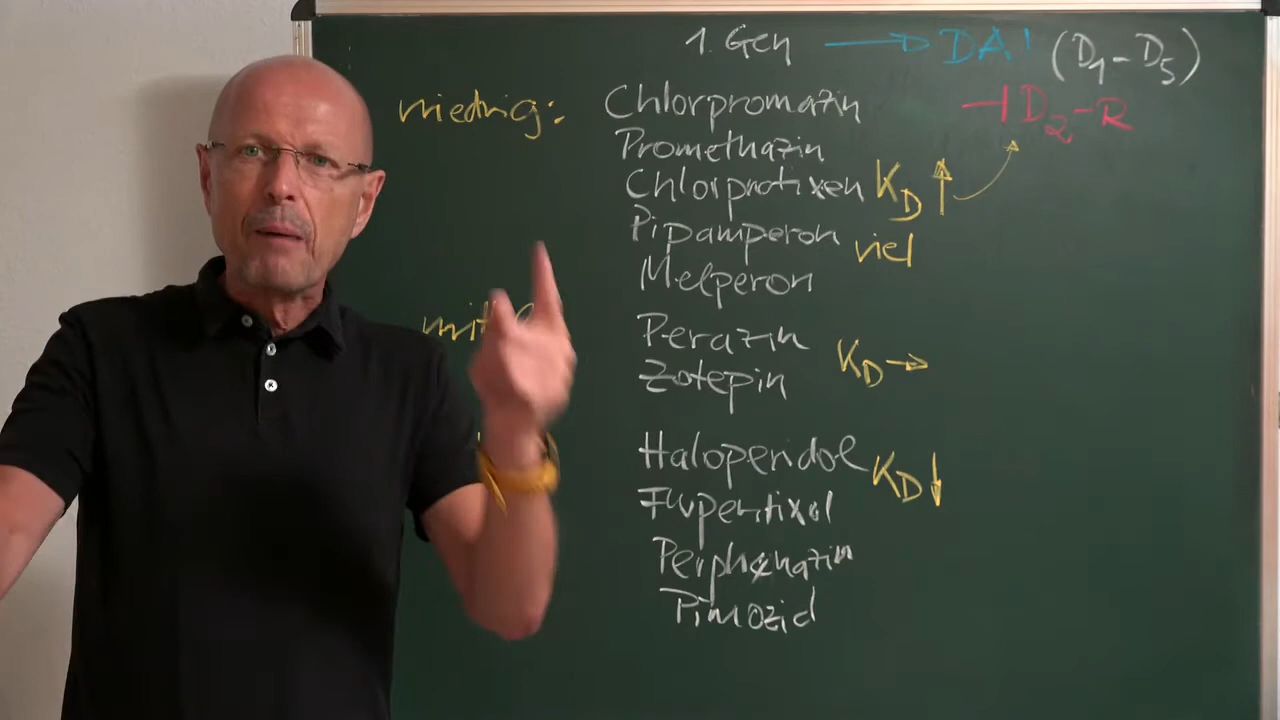 1. Gen → DA! (D1-D5)
niedrig: Chlorpromazin ⊣ D2-R
Promethazin
Chlorprotixen KD ↑
Pipamperon viel
Melperon
Perazin
Zotepin KD →
Haloperidol KD ↓
Flupentixol
Perphenazin
Pimozid